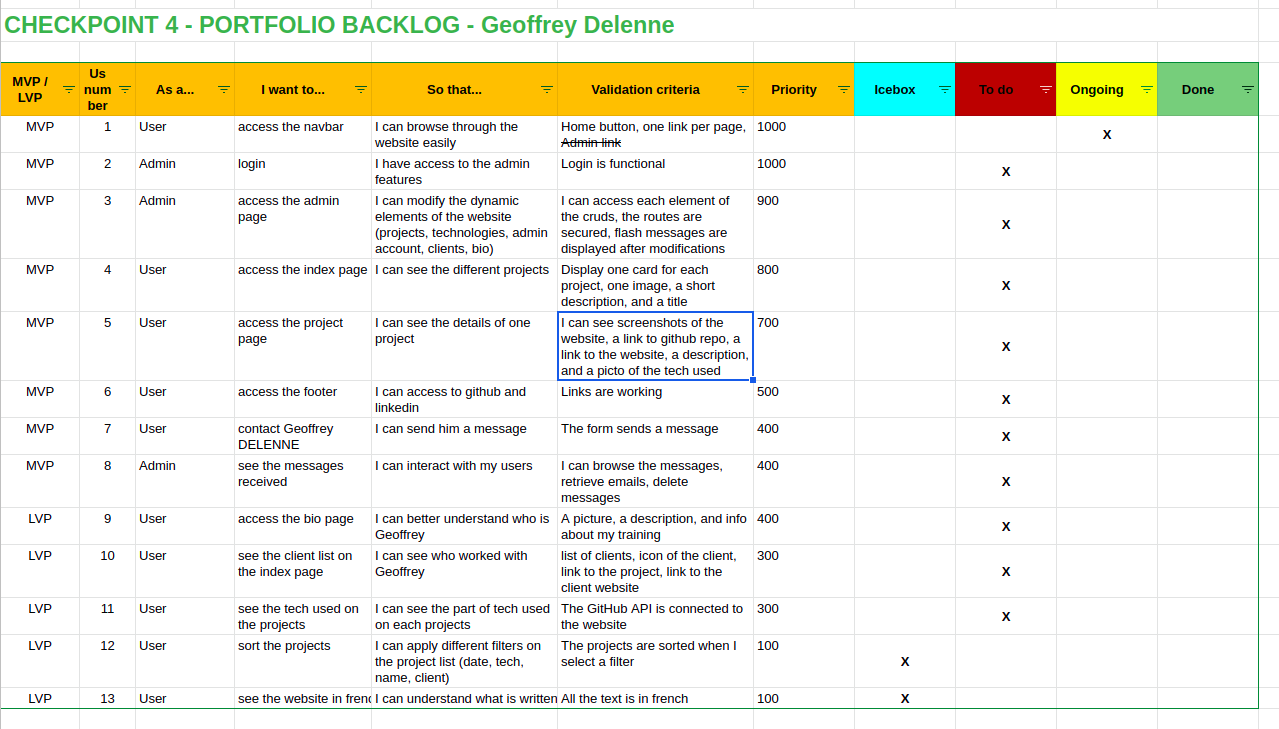 CHECKPOINT 4 - PORTFOLIO BACKLOG - Geoffrey Delenne
MVP / LVP Us num ber As a... I want to... So that... Validation criteria Priority Icebox To do Ongoing Done
MVP 1 User access the navbar I can browse through the website easily Home button, one link per page, Admin link 1000 X
MVP 2 Admin login I have access to the admin features Login is functional 1000 X
MVP 3 Admin access the admin page I can modify the dynamic elements of the website (projects, technologies, admin account, clients, bio) I can access each element of the cruds, the routes are secured, flash messages are displayed after modifications 900 X
MVP 4 User access the index page I can see the different projects Display one card for each project, one image, a short description, and a title 800 X
MVP 5 User access the project page I can see the details of one project I can see screenshots of the website, a link to github repo, a link to the website, a description, and a picto of the tech used 700 X
MVP 6 User access the footer I can access to github and linkedin Links are working 500 X
MVP 7 User contact Geoffrey DELENNE I can send him a message The form sends a message 400 X
MVP 8 Admin see the messages received I can interact with my users I can browse the messages, retrieve emails, delete messages 400 X
LVP 9 User access the bio page I can better understand who is Geoffrey A picture, a description, and info about my training 400 X
LVP 10 User see the client list on the index page I can see who worked with Geoffrey list of clients, icon of the client, link to the project, link to the client website 300 X
LVP 11 User see the tech used on the projects I can see the part of tech used on each projects The GitHub API is connected to the website 300 X
LVP 12 User sort the projects I can apply different filters on the project list (date, tech, name, client) The projects are sorted when I select a filter 100 X
LVP 13 User see the website in frenc I can understand what is written All the text is in french 100 X